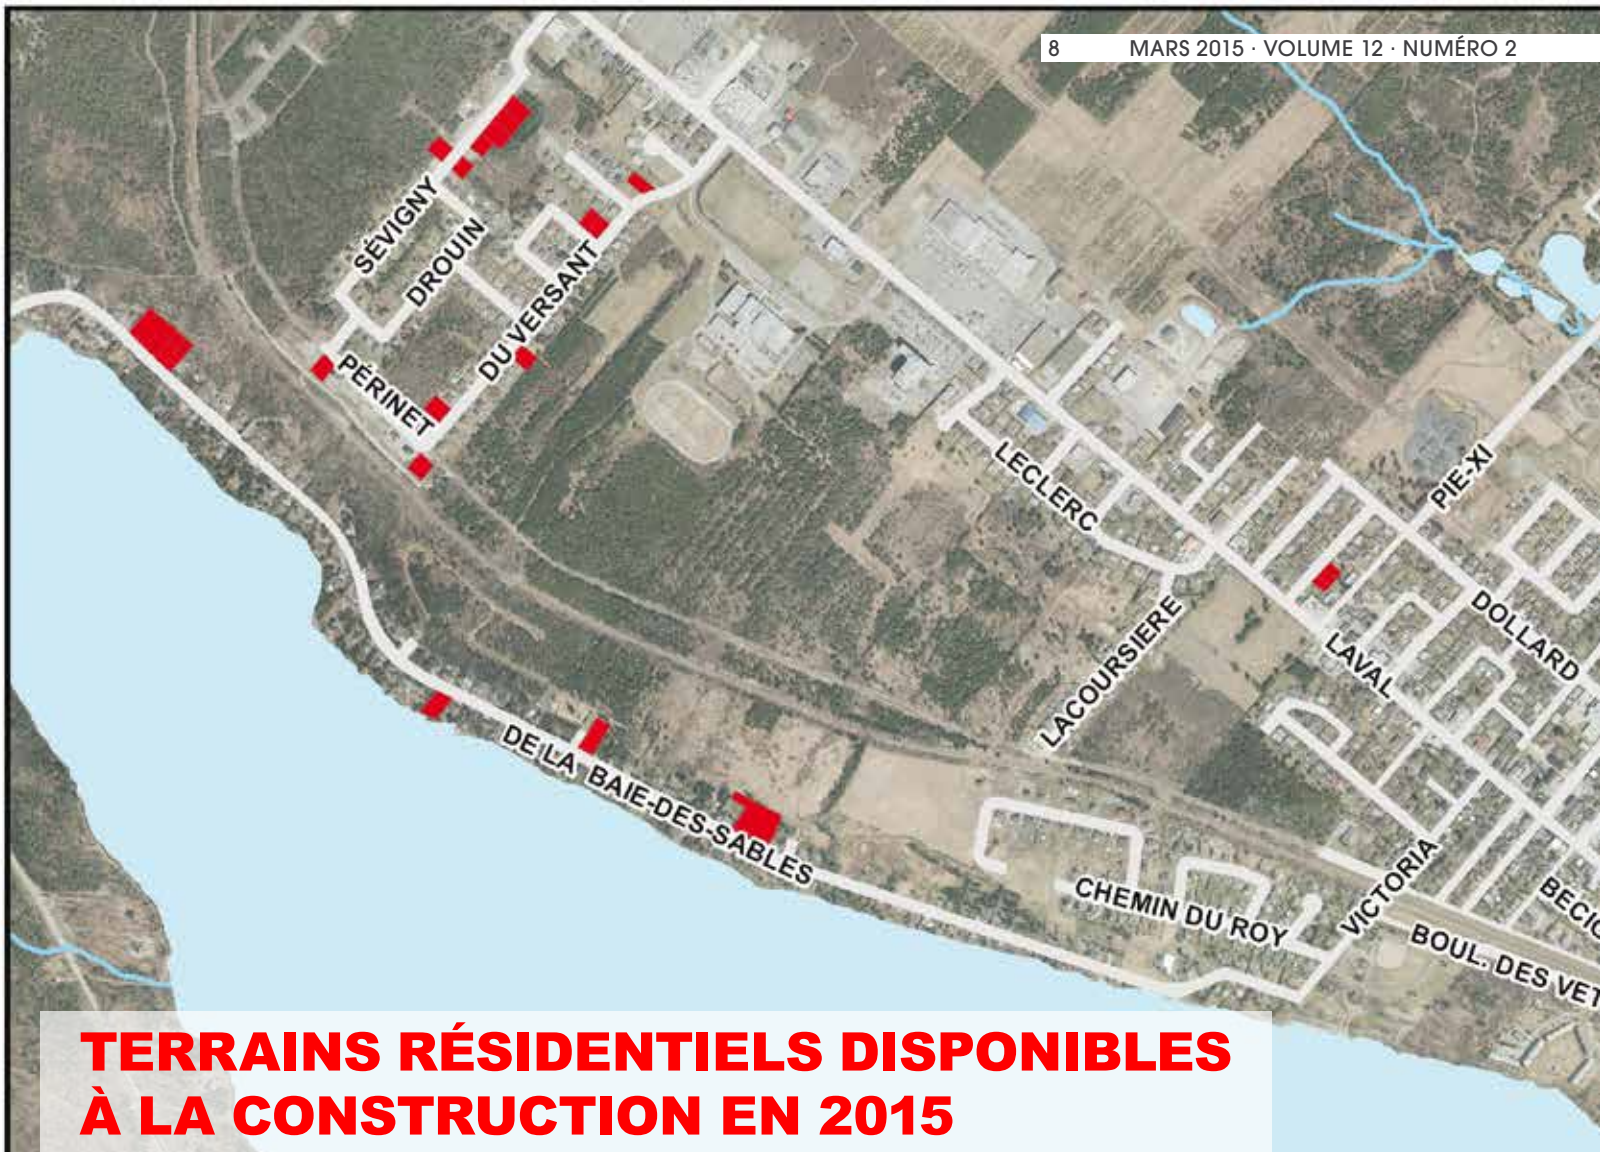 8 MARS 2015 · VOLUME 12 · NUMÉRO 2
SÉVIGNY
DROUIN
DU VERSANT
PÉRINET
LECLERC
PIE-XI
LACOURSIERE
DOLLARD
LAVAL
DE LA BAIE-DES-SABLES
CHEMIN DU ROY
VICTORIA
BECIG
BOUL. DES VET
TERRAINS RÉSIDENTIELS DISPONIBLES
À LA CONSTRUCTION EN 2015